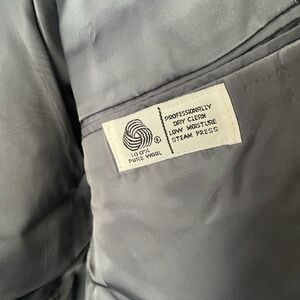 100%
PURE WOOL
PROFESSIONALLY
DRY CLEAN
LOW MOISTURE
STEAM PRESS